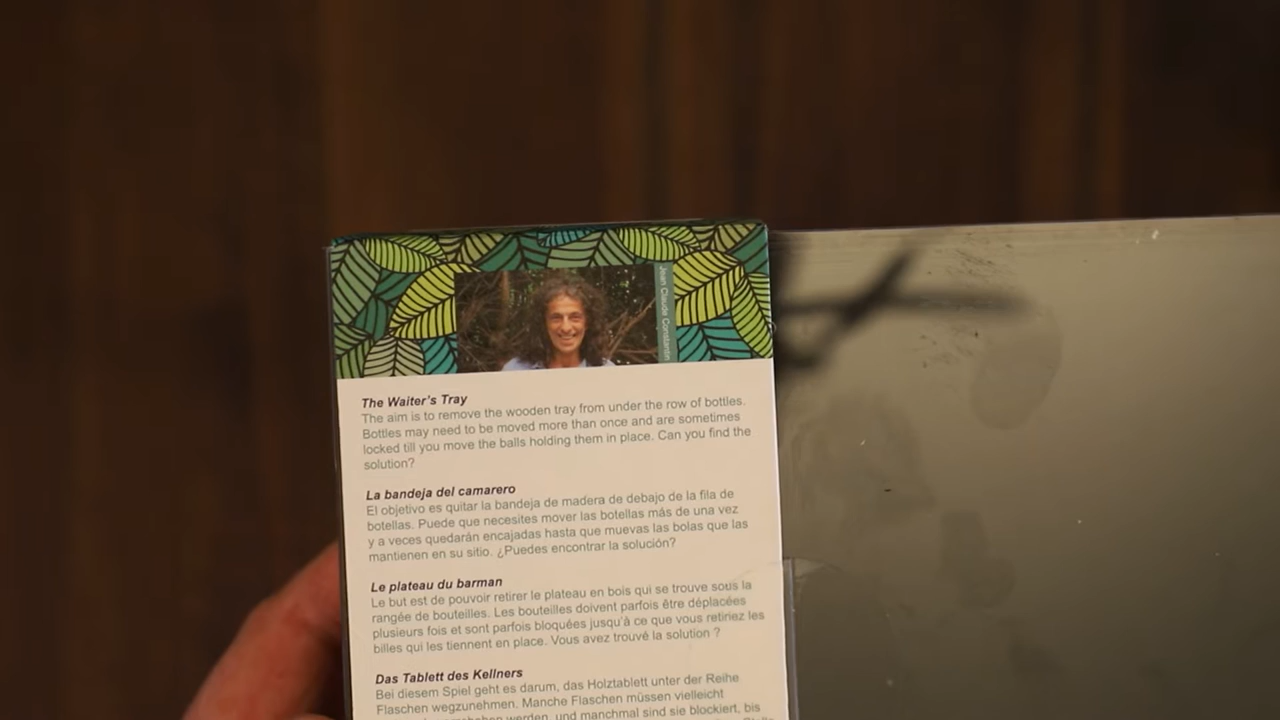 Jean Claude Constantin
The Waiter's Tray
The aim is to remove the wooden tray from under the row of bottles.
Bottles may need to be moved more than once and are sometimes
locked till you move the balls holding them in place. Can you find the
solution?
La bandeja del camarero
El objetivo es quitar la bandeja de madera de debajo de la fila de
botellas. Puede que necesites mover las botellas más de una vez
y a veces quedarán encajadas hasta que muevas las bolas que las
mantienen en su sitio. ¿Puedes encontrar la solución?
Le plateau du barman
Le but est de pouvoir retirer le plateau en bois qui se trouve sous la
rangée de bouteilles. Les bouteilles doivent parfois être déplacées
plusieurs fois et sont parfois bloquées jusqu'à ce que vous retiriez les
billes qui les tiennent en place. Vous avez trouvé la solution ?
Das Tablett des Kellners
Bei diesem Spiel geht es darum, das Holztablett unter der Reihe
Flaschen wegzunehmen. Manche Flaschen müssen vielleicht
werden, und manchmal sind sie blockiert, bis